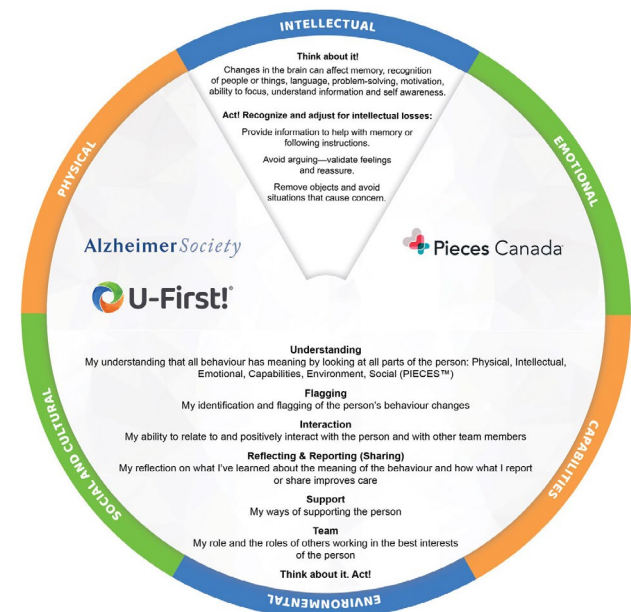 INTELLECTUAL
Think about it!
Changes in the brain can affect memory, recognition
of people or things, language, problem-solving, motivation,
ability to focus, understand information and self awareness.
Act! Recognize and adjust for intellectual losses:
Provide information to help with memory or
following instructions.
Avoid arguing—validate feelings
and reassure.
Remove objects and avoid
situations that cause concern.
PHYSICAL
EMOTIONAL
AlzheimerSociety
Pieces Canada
U-First!®
Understanding
My understanding that all behaviour has meaning by looking at all parts of the person: Physical, Intellectual,
Emotional, Capabilities, Environment, Social (PIECES™)
Flagging
My identification and flagging of the person's behaviour changes
Interaction
My ability to relate to and positively interact with the person and with other team members
Reflecting & Reporting (Sharing)
My reflection on what I've learned about the meaning of the behaviour and how what I report
or share improves care
Support
My ways of supporting the person
Team
My role and the roles of others working in the best interests
of the person
Think about it. Act!
SOCIAL AND CULTURAL
CAPABILITIES
ENVIRONMENTAL